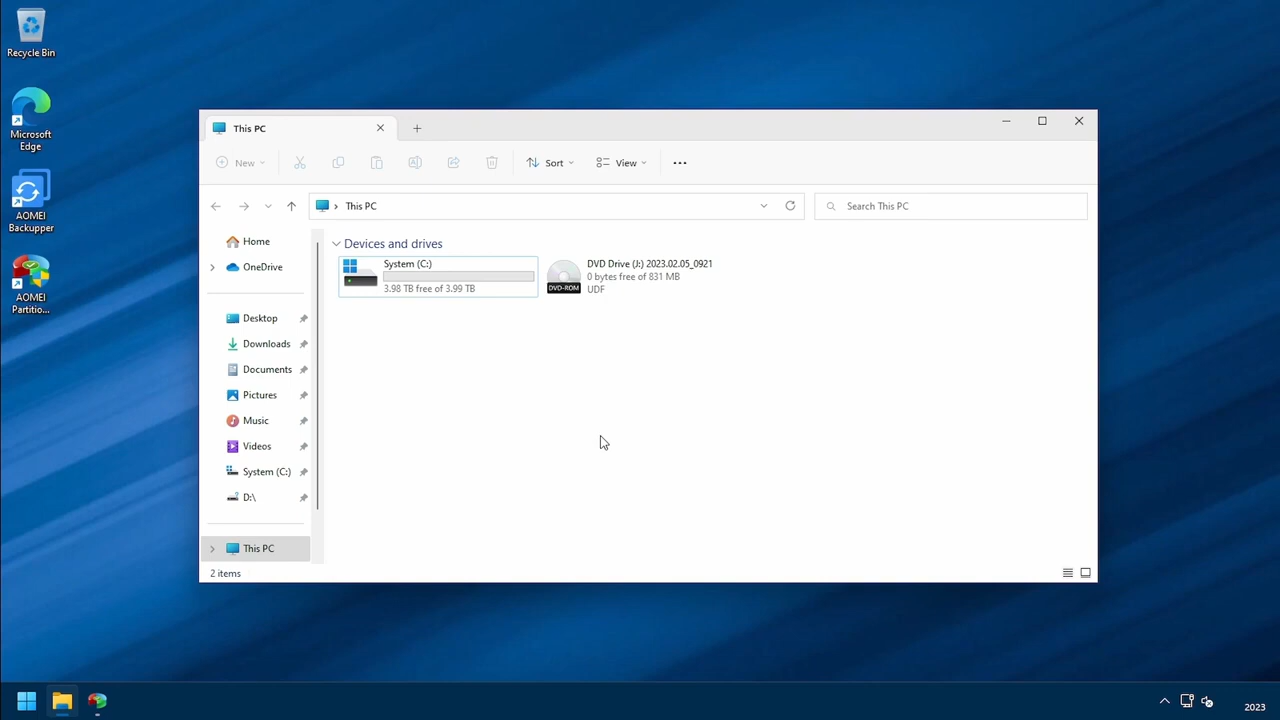 Recycle Bin
Microsoft
Edge
AOMEI
Backupper
AOMEI
Partitio...
This PC
New
Sort
View
This PC
Search This PC
Home
OneDrive
Desktop
Downloads
Documents
Pictures
Music
Videos
System (C:)
D:\
This PC
Devices and drives
System (C:)
3.98 TB free of 3.99 TB
DVD Drive (J:) 2023.02.05_0921
0 bytes free of 831 MB
UDF
DVD-ROM
2 items
2023